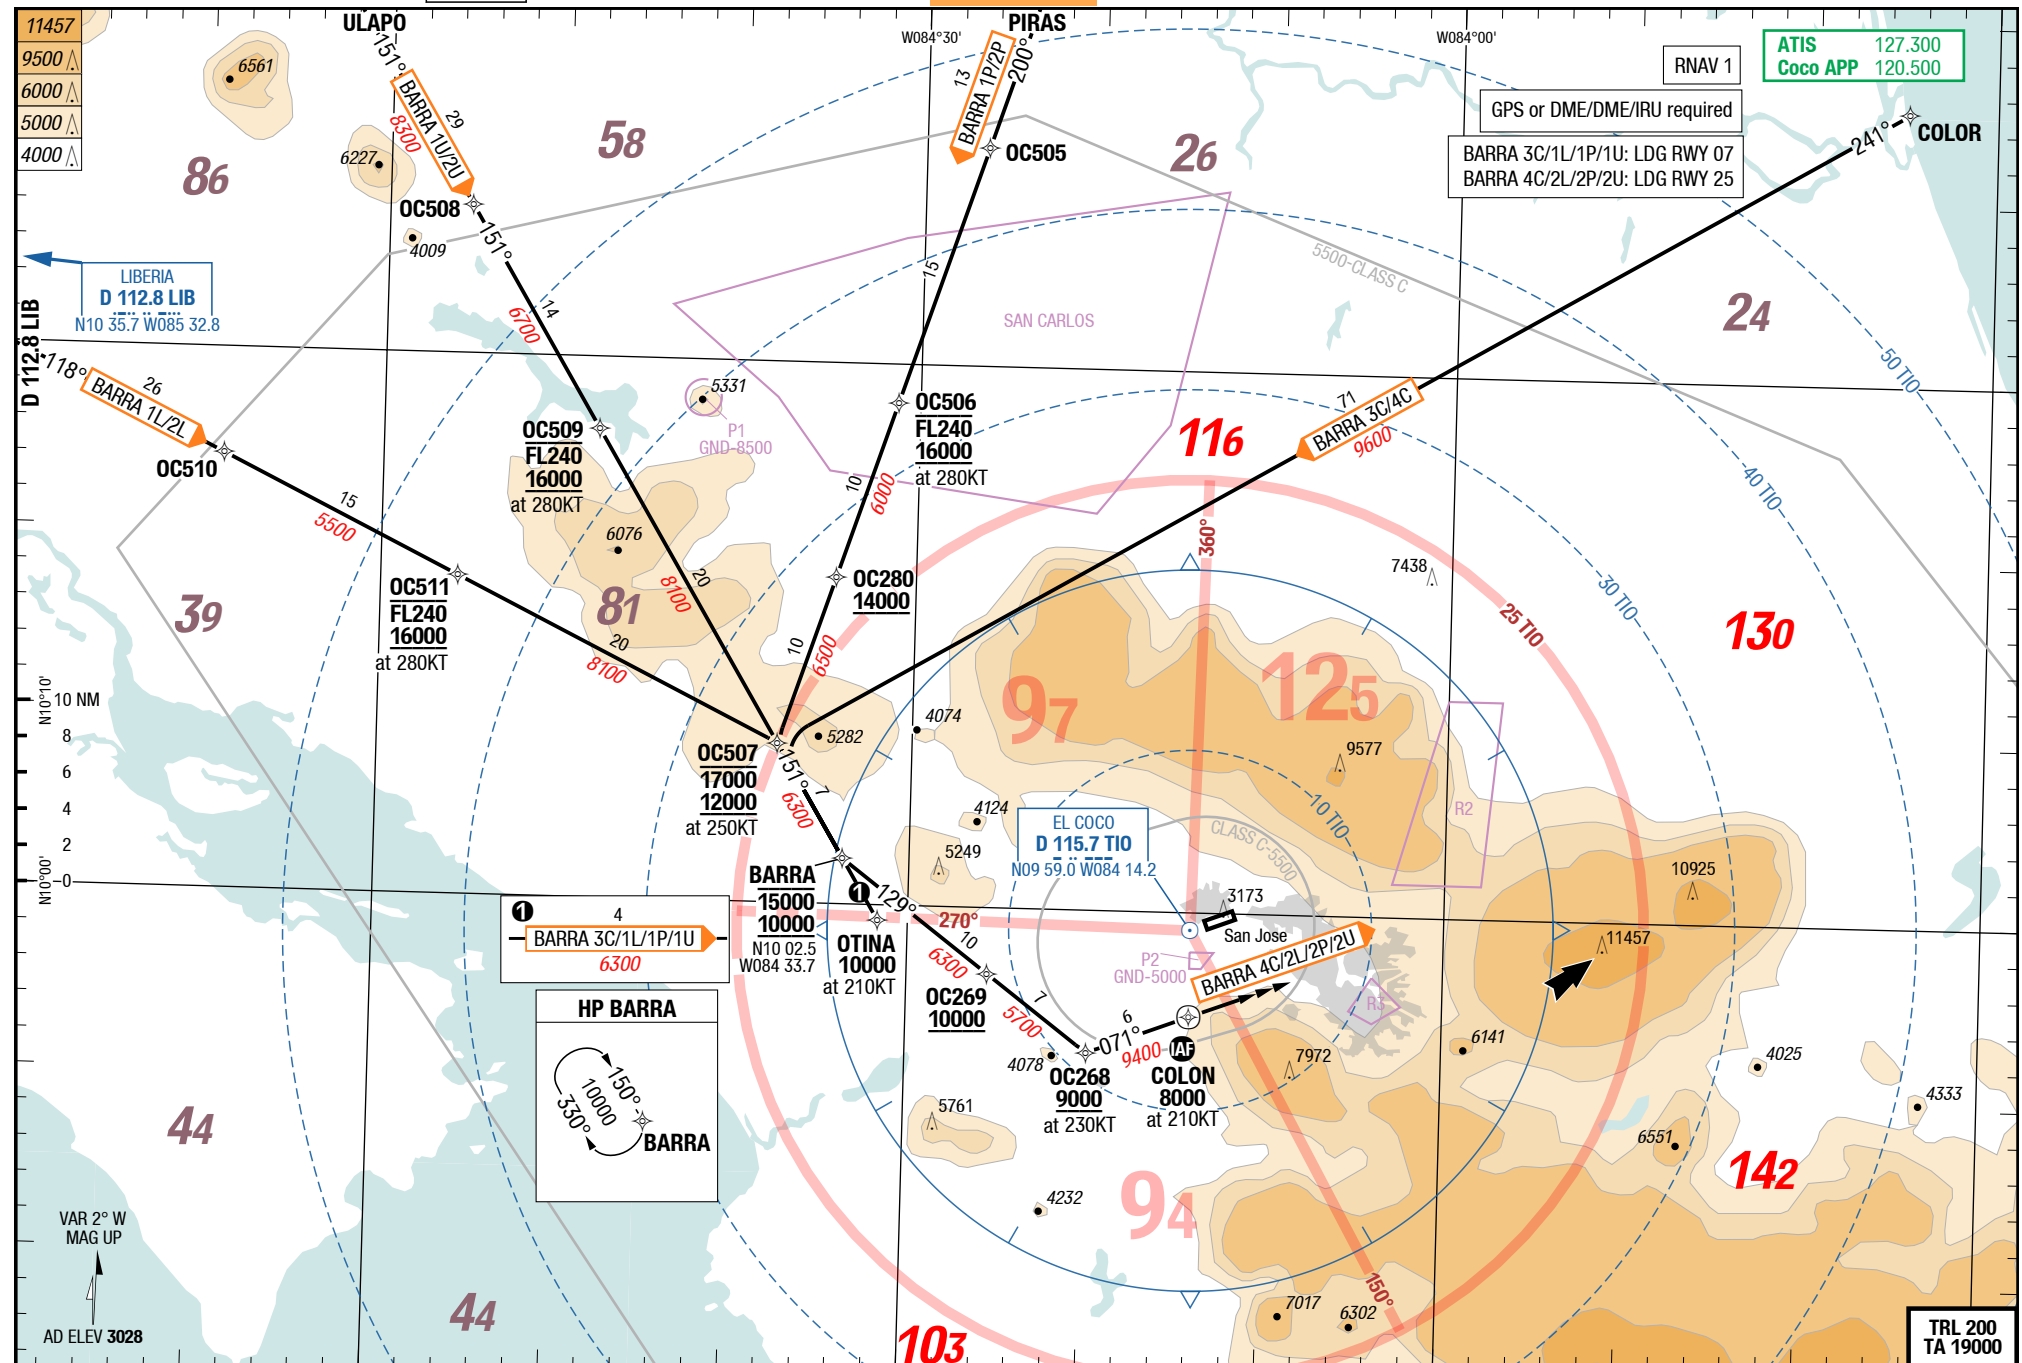 11457
9500
6000
5000
4000
ULAPO
151°
BARRA 1U/2U
29
8300
6561
6227
OC508
4009
151°
14
6700
86
58
PIRAS
200°
13
BARRA 1P/2P
OC505
W084°30'
W084°00'
26
RNAV 1
ATIS 127.300
Coco APP 120.500
GPS or DME/DME/IRU required
BARRA 3C/1L/1P/1U: LDG RWY 07
BARRA 4C/2L/2P/2U: LDG RWY 25
241°
COLOR
LIBERIA
D 112.8 LIB
N10 35.7 W085 32.8
D 112.8 LIB
118°
26
BARRA 1L/2L
OC510
15
5500
OC511
FL240
16000
at 280KT
20
8100
39
OC509
FL240
16000
at 280KT
5331
P1
GND-8500
6076
20
8100
81
15
SAN CARLOS
5500-CLASS C
24
50 TIO
OC506
FL240
16000
at 280KT
10
6000
OC280
14000
10
6500
116
71
BARRA 3C/4C
9600
40 TIO
360°
7438
30 TIO
25 TIO
130
N10°10'
10 NM
8
6
4
2
0
N10°00'
OC507
17000
12000
at 250KT
5282
4074
97
125
9577
151°
7
6300
4124
10 TIO
R2
EL COCO
D 115.7 TIO
N09 59.0 W084 14.2
CLASS C-5500
5249
BARRA
15000
10000
N10 02.5
W084 33.7
1
129°
270°
3173
San Jose
10925
11457
1
4
BARRA 3C/1L/1P/1U
6300
OTINA
10000
at 210KT
10
6300
OC269
10000
7
5700
P2
GND-5000
BARRA 4C/2L/2P/2U
R3
HP BARRA
150°
10000
330°
BARRA
4078
OC268
9000
at 230KT
071°
6
9400
IAF
COLON
8000
at 210KT
7972
6141
4025
4333
6551
5761
4232
94
142
44
44
VAR 2° W
MAG UP
AD ELEV 3028
103
7017
6302
150°
TRL 200
TA 19000